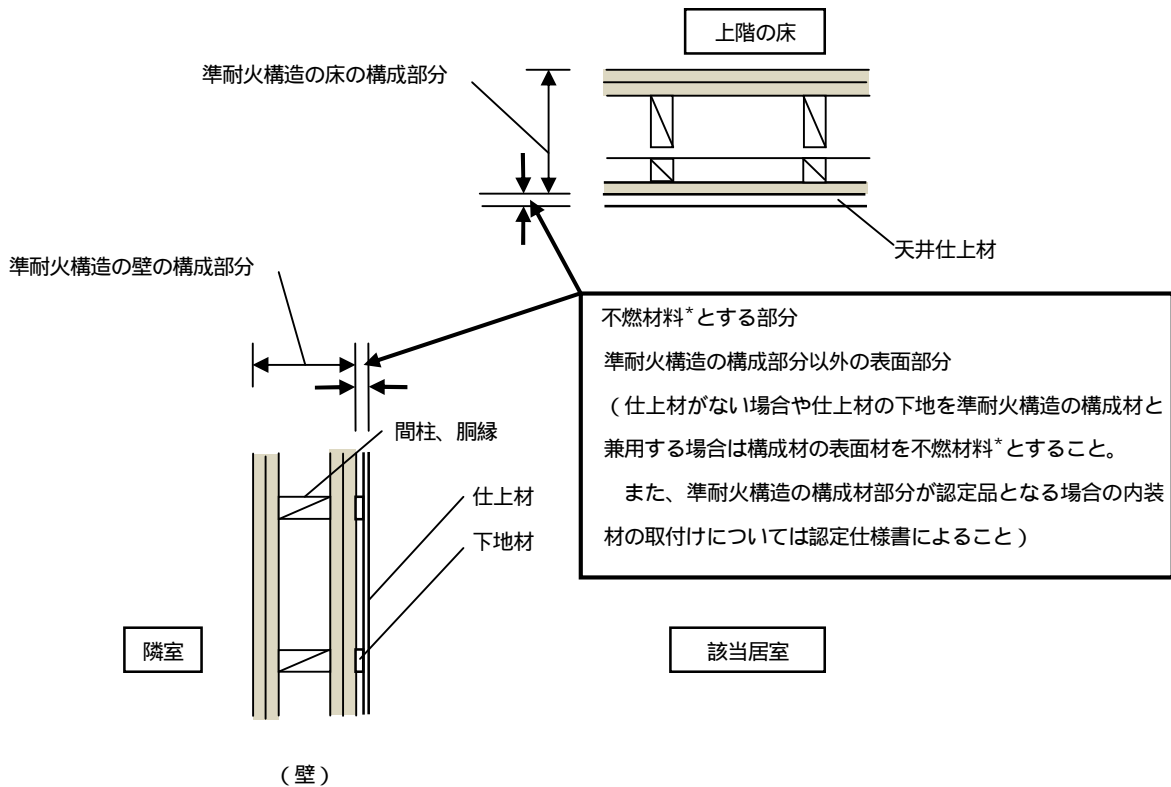 上階の床
準耐火構造の床の構成部分
天井仕上材
準耐火構造の壁の構成部分
不燃材料*とする部分
準耐火構造の構成部分以外の表面部分
(仕上材がない場合や仕上材の下地を準耐火構造の構成材と
兼用する場合は構成材の表面材を不燃材料*とすること。
また、準耐火構造の構成材部分が認定品となる場合の内装
材の取付けについては認定仕様書によること)
間柱、胴縁
仕上材
下地材
隣室
該当居室
(壁)